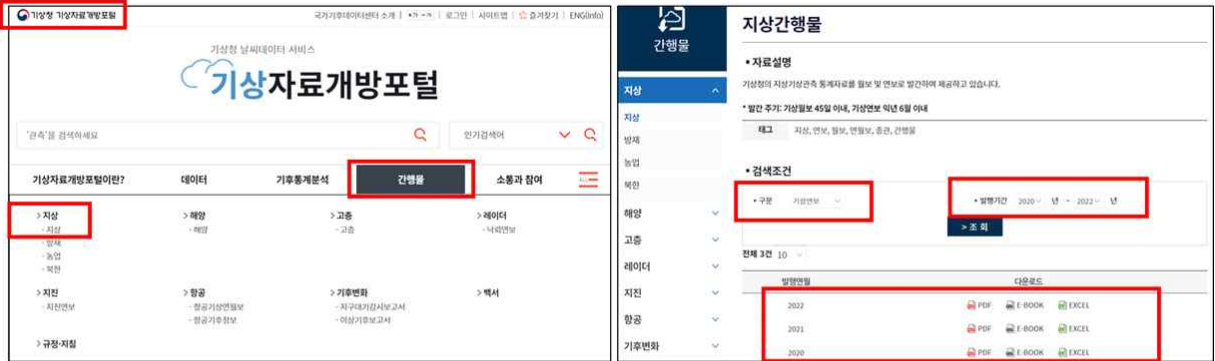 기상청 기상자료개방포털
국가기후데이터센터 소개 | 로그인 | 사이트맵 | 즐겨찾기 | ENG(info)
기상청 날씨데이터 서비스
기상자료개방포털
'관측'을 검색하세요
인기검색어
기상자료개방포털이란? 데이터 기후통계분석 간행물 소통과 참여
> 지상 > 해양 > 고층 > 레이더
- 지상 - 해양 - 고층 - 낙뢰연보
- 방재
- 농업
- 북한
> 지진 > 항공 > 기후변화 > 백서
- 지진연보 - 항공기상연월보 - 지구대기감시보고서
- 항공기후정보 - 이상기후보고서
> 규정·지침
간행물
지상
지상
방재
농업
북한
해양
고층
레이더
지진
항공
기후변화
지상간행물
▪ 자료설명
기상청의 지상기상관측 통계자료를 월보 및 연보로 발간하여 제공하고 있습니다.
* 발간 주기: 기상월보 45일 이내, 기상연보 익년 6월 이내
태그 지상, 연보, 월보, 연월보, 종관, 간행물
▪ 검색조건
• 구분 기상연보 • 발행기간 2020 년 ~ 2022 년
> 조 회
전체 3건 10
발행연월 다운로드
2022 PDF E-BOOK EXCEL
2021 PDF E-BOOK EXCEL
2020 PDF E-BOOK EXCEL